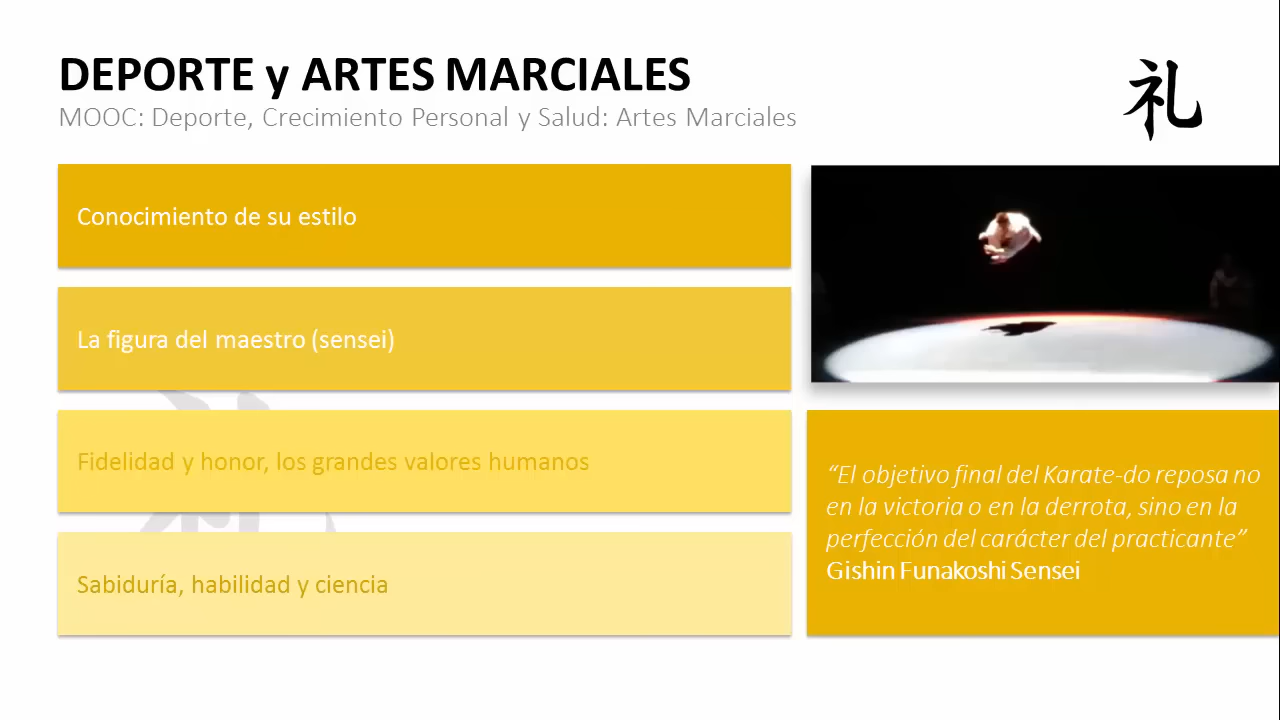 DEPORTE y ARTES MARCIALES
MOOC: Deporte, Crecimiento Personal y Salud: Artes Marciales
礼
Conocimiento de su estilo
La figura del maestro (sensei)
Fidelidad y honor, los grandes valores humanos
Sabiduría, habilidad y ciencia
“El objetivo final del Karate-do reposa no
en la victoria o en la derrota, sino en la
perfección del carácter del practicante”
Gishin Funakoshi Sensei